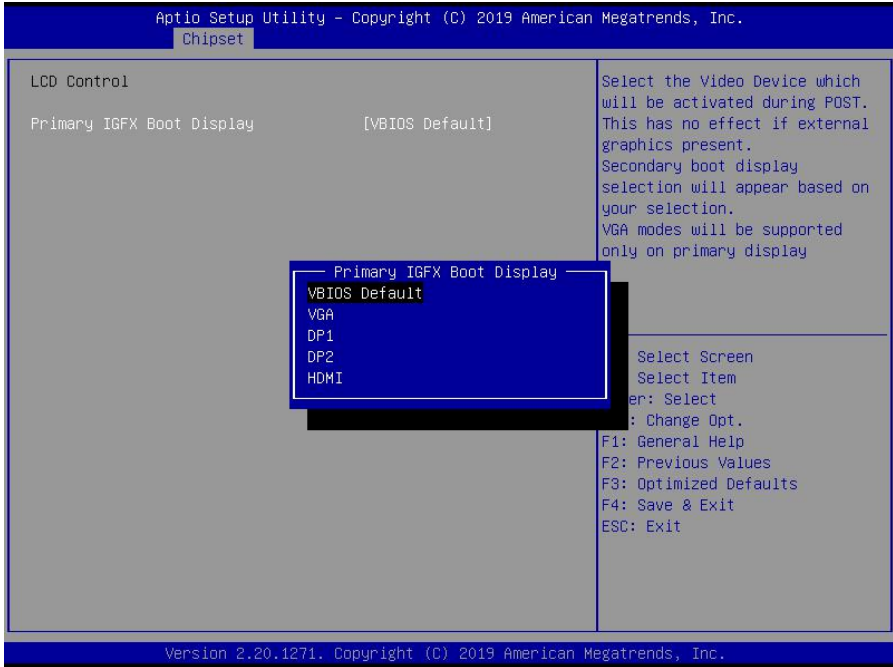 Aptio Setup Utility – Copyright (C) 2019 American Megatrends, Inc.
Chipset
LCD Control
Primary IGFX Boot Display [VBIOS Default]
Select the Video Device which
will be activated during POST.
This has no effect if external
graphics present.
Secondary boot display
selection will appear based on
your selection.
VGA modes will be supported
only on primary display
Primary IGFX Boot Display
VBIOS Default
VGA
DP1
DP2
HDMI
Select Screen
Select Item
er: Select
: Change Opt.
F1: General Help
F2: Previous Values
F3: Optimized Defaults
F4: Save & Exit
ESC: Exit
Version 2.20.1271. Copyright (C) 2019 American Megatrends, Inc.